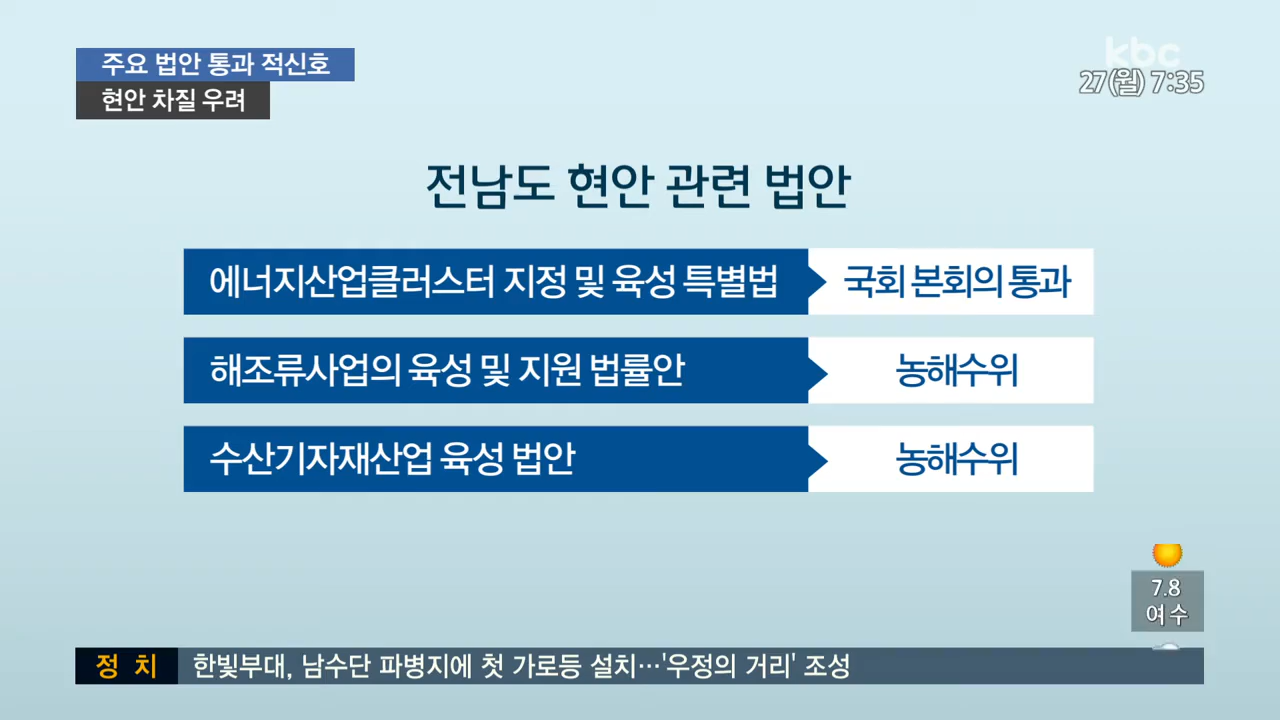 주요 법안 통과 적신호
현안 차질 우려
kbc
27(월) 7:35
전남도 현안 관련 법안
에너지산업클러스터 지정 및 육성 특별법 국회 본회의 통과
해조류사업의 육성 및 지원 법률안 농해수위
수산기자재산업 육성 법안 농해수위
7.8
여수
정 치 한빛부대, 남수단 파병지에 첫 가로등 설치…'우정의 거리' 조성